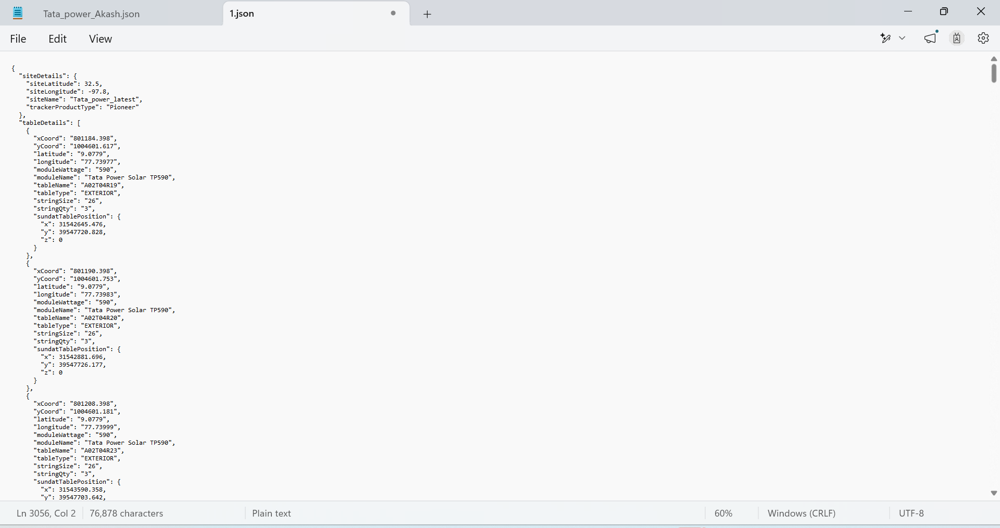 Tata_power_Akash.json
1.json
File Edit View
{
  "siteDetails": {
    "siteLatitude": 32.5,
    "siteLongitude": -97.8,
    "siteName": "Tata_power_latest",
    "trackerProductType": "Pioneer"
  },
  "tableDetails": [
    {
      "xCoord": "801184.398",
      "yCoord": "1004601.617",
      "latitude": "9.0779",
      "longitude": "77.73977",
      "moduleWattage": "590",
      "moduleName": "Tata Power Solar TP590",
      "tableName": "A02T04R19",
      "tableType": "EXTERIOR",
      "stringSize": "26",
      "stringQty": "3",
      "sundatTablePosition": {
        "x": 31542645.476,
        "y": 39547720.828,
        "z": 0
      }
    },
    {
      "xCoord": "801190.398",
      "yCoord": "1004601.753",
      "latitude": "9.0779",
      "longitude": "77.73983",
      "moduleWattage": "590",
      "moduleName": "Tata Power Solar TP590",
      "tableName": "A02T04R20",
      "tableType": "EXTERIOR",
      "stringSize": "26",
      "stringQty": "3",
      "sundatTablePosition": {
        "x": 31542881.696,
        "y": 39547726.177,
        "z": 0
      }
    },
    {
      "xCoord": "801208.398",
      "yCoord": "1004601.181",
      "latitude": "9.0779",
      "longitude": "77.73999",
      "moduleWattage": "590",
      "moduleName": "Tata Power Solar TP590",
      "tableName": "A02T04R23",
      "tableType": "EXTERIOR",
      "stringSize": "26",
      "stringQty": "3",
      "sundatTablePosition": {
        "x": 31543590.358,
        "y": 39547703.642,
Ln 3056, Col 2 76,878 characters Plain text 60% Windows (CRLF) UTF-8